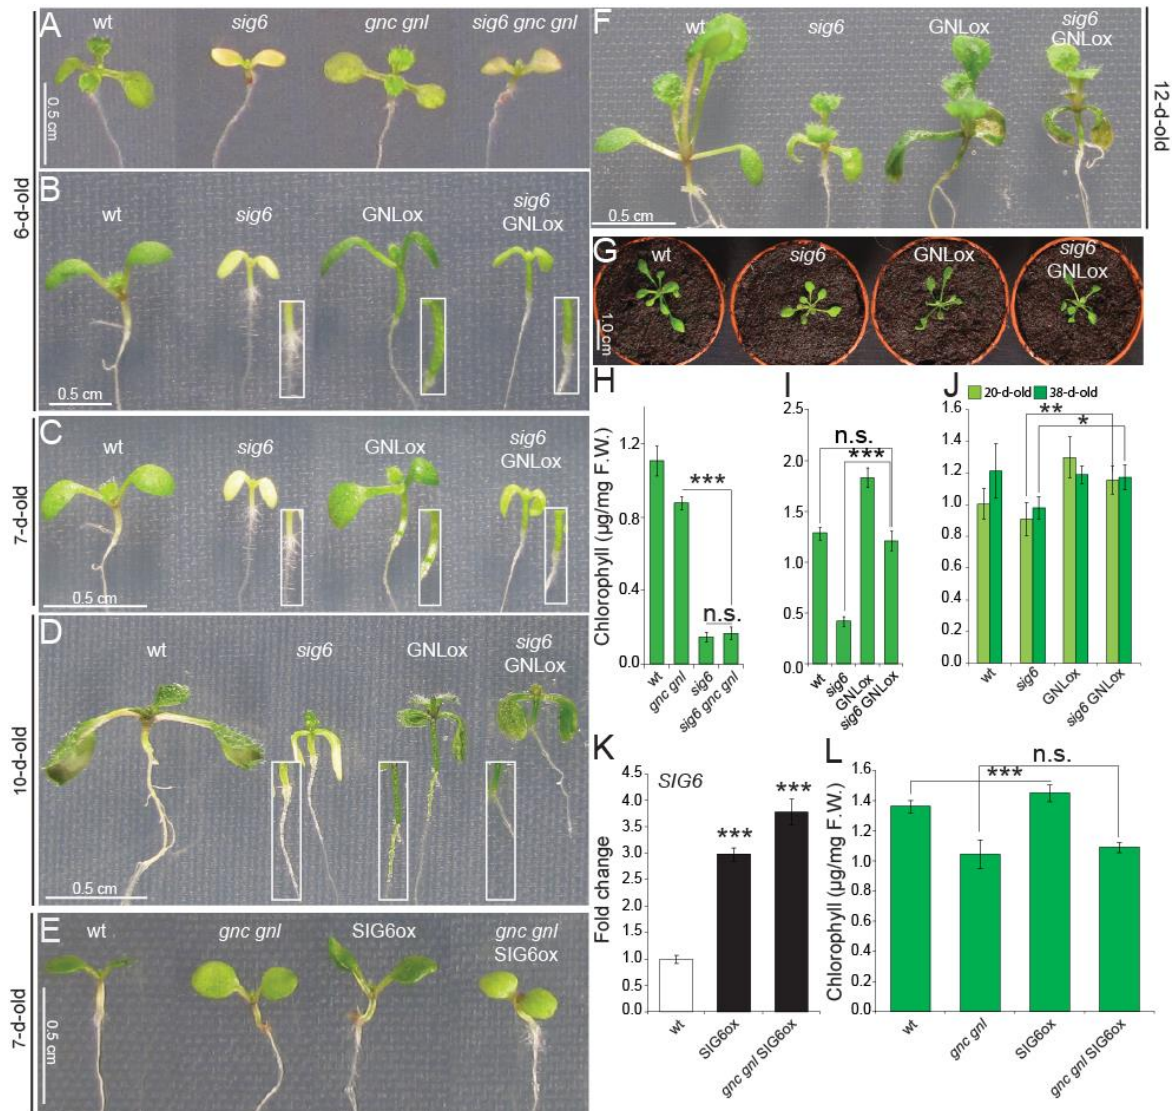 A
wt
sig6
gnc gnl
sig6 gnc gnl
0.5 cm
B
wt
sig6
GNLox
sig6
GNLox
0.5 cm
6-d-old
C
wt
sig6
GNLox
sig6
GNLox
0.5 cm
7-d-old
D
wt
sig6
GNLox
sig6
GNLox
0.5 cm
10-d-old
E
wt
gnc gnl
SIG6ox
gnc gnl
SIG6ox
0.5 cm
7-d-old
F
wt
sig6
GNLox
sig6
GNLox
0.5 cm
12-d-old
G
wt
sig6
GNLox
sig6
GNLox
1.0 cm
H
Chlorophyll (µg/mg F.W.)
1.2
0.8
0.4
0.0
***
n.s.
wt
gnc gnl
sig6
sig6 gnc gnl
I
2.5
2.0
1.5
1.0
0.5
0.0
n.s.
***
wt
sig6
GNLox
sig6 GNLox
J
20-d-old
38-d-old
1.6
1.4
1.2
1.0
0.8
0.6
0.4
0.2
0.0
**
*
wt
sig6
GNLox
sig6 GNLox
K
SIG6
Fold change
4.5
4.0
3.5
3.0
2.5
2.0
1.5
1.0
0.5
0.0
***
***
wt
SIG6ox
gnc gnl SIG6ox
L
Chlorophyll (µg/mg F.W.)
1.6
1.4
1.2
1.0
0.8
0.6
0.4
0.2
0.0
n.s.
***
wt
gnc gnl
SIG6ox
gnc gnl SIG6ox